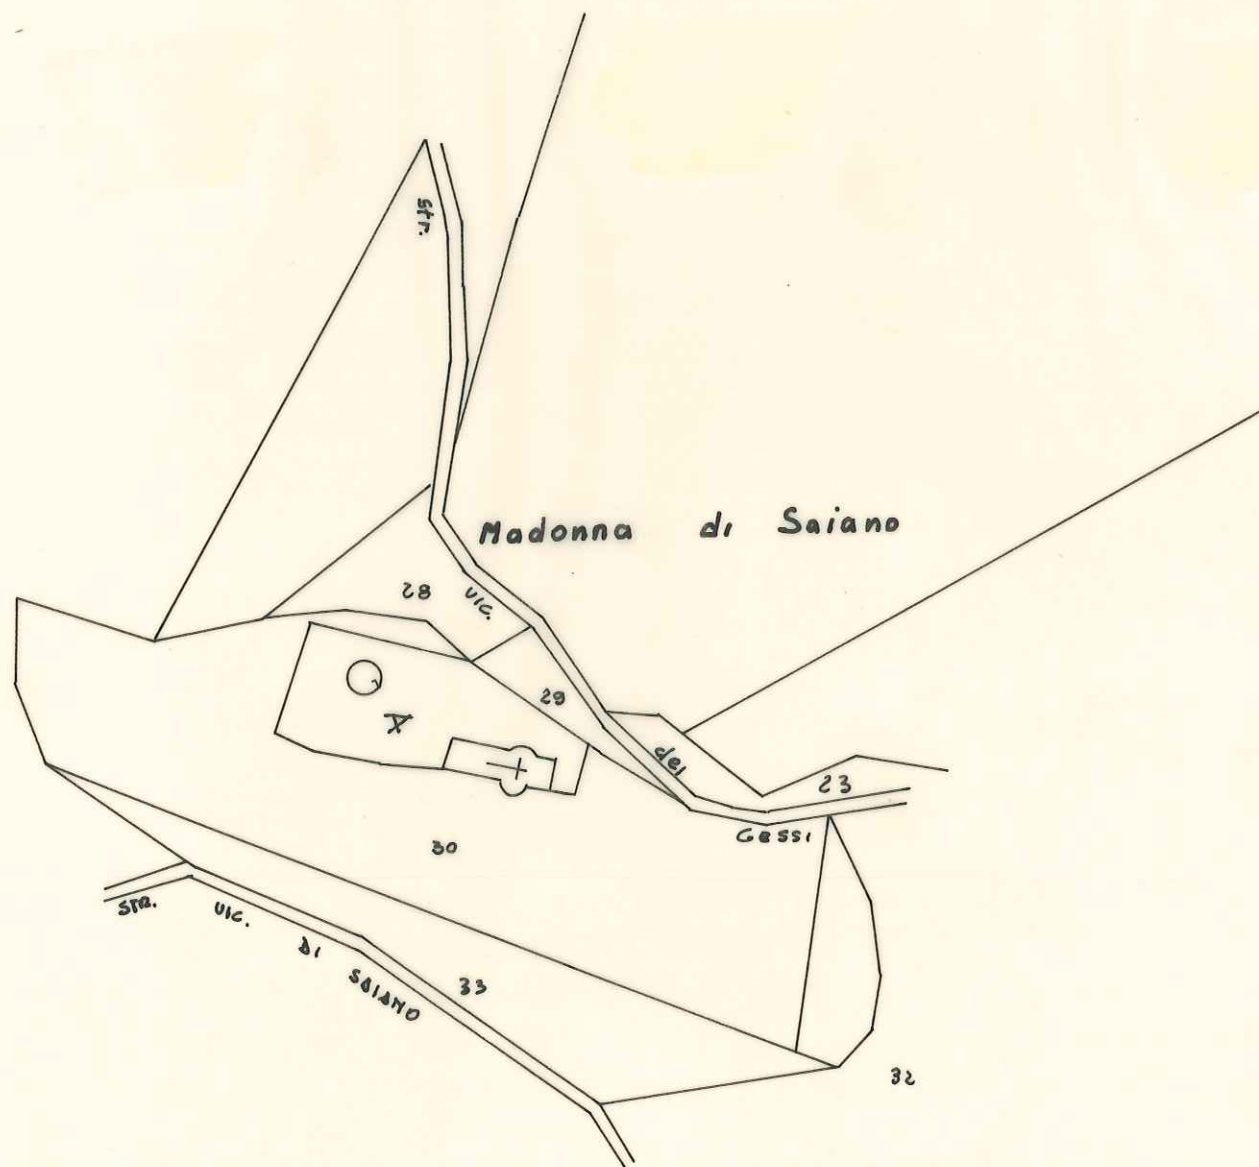 Str.
Madonna di Saiano
28
vic.
29
dei
23
Gessi
30
STR. VIC. DI SAIANO
33
32